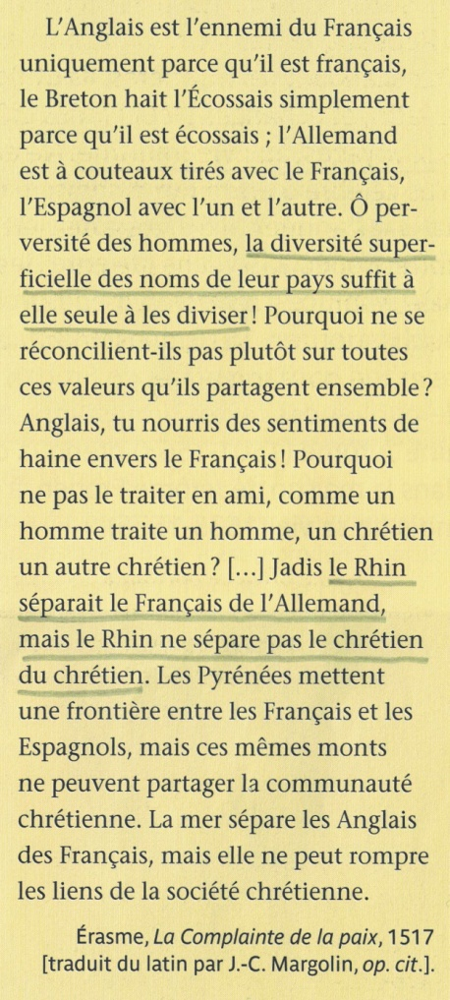 L’Anglais est l’ennemi du Français
uniquement parce qu’il est français,
le Breton hait l’Écossais simplement
parce qu’il est écossais ; l’Allemand
est à couteaux tirés avec le Français,
l’Espagnol avec l’un et l’autre. Ô per-
versité des hommes, la diversité super-
ficielle des noms de leur pays suffit à
elle seule à les diviser ! Pourquoi ne se
réconcilient-ils pas plutôt sur toutes
ces valeurs qu’ils partagent ensemble ?
Anglais, tu nourris des sentiments de
haine envers le Français ! Pourquoi
ne pas le traiter en ami, comme un
homme traite un homme, un chrétien
un autre chrétien ? [...] Jadis le Rhin
séparait le Français de l’Allemand,
mais le Rhin ne sépare pas le chrétien
du chrétien. Les Pyrénées mettent
une frontière entre les Français et les
Espagnols, mais ces mêmes monts
ne peuvent partager la communauté
chrétienne. La mer sépare les Anglais
des Français, mais elle ne peut rompre
les liens de la société chrétienne.
Érasme, La Complainte de la paix, 1517
[traduit du latin par J.-C. Margolin, op. cit.].